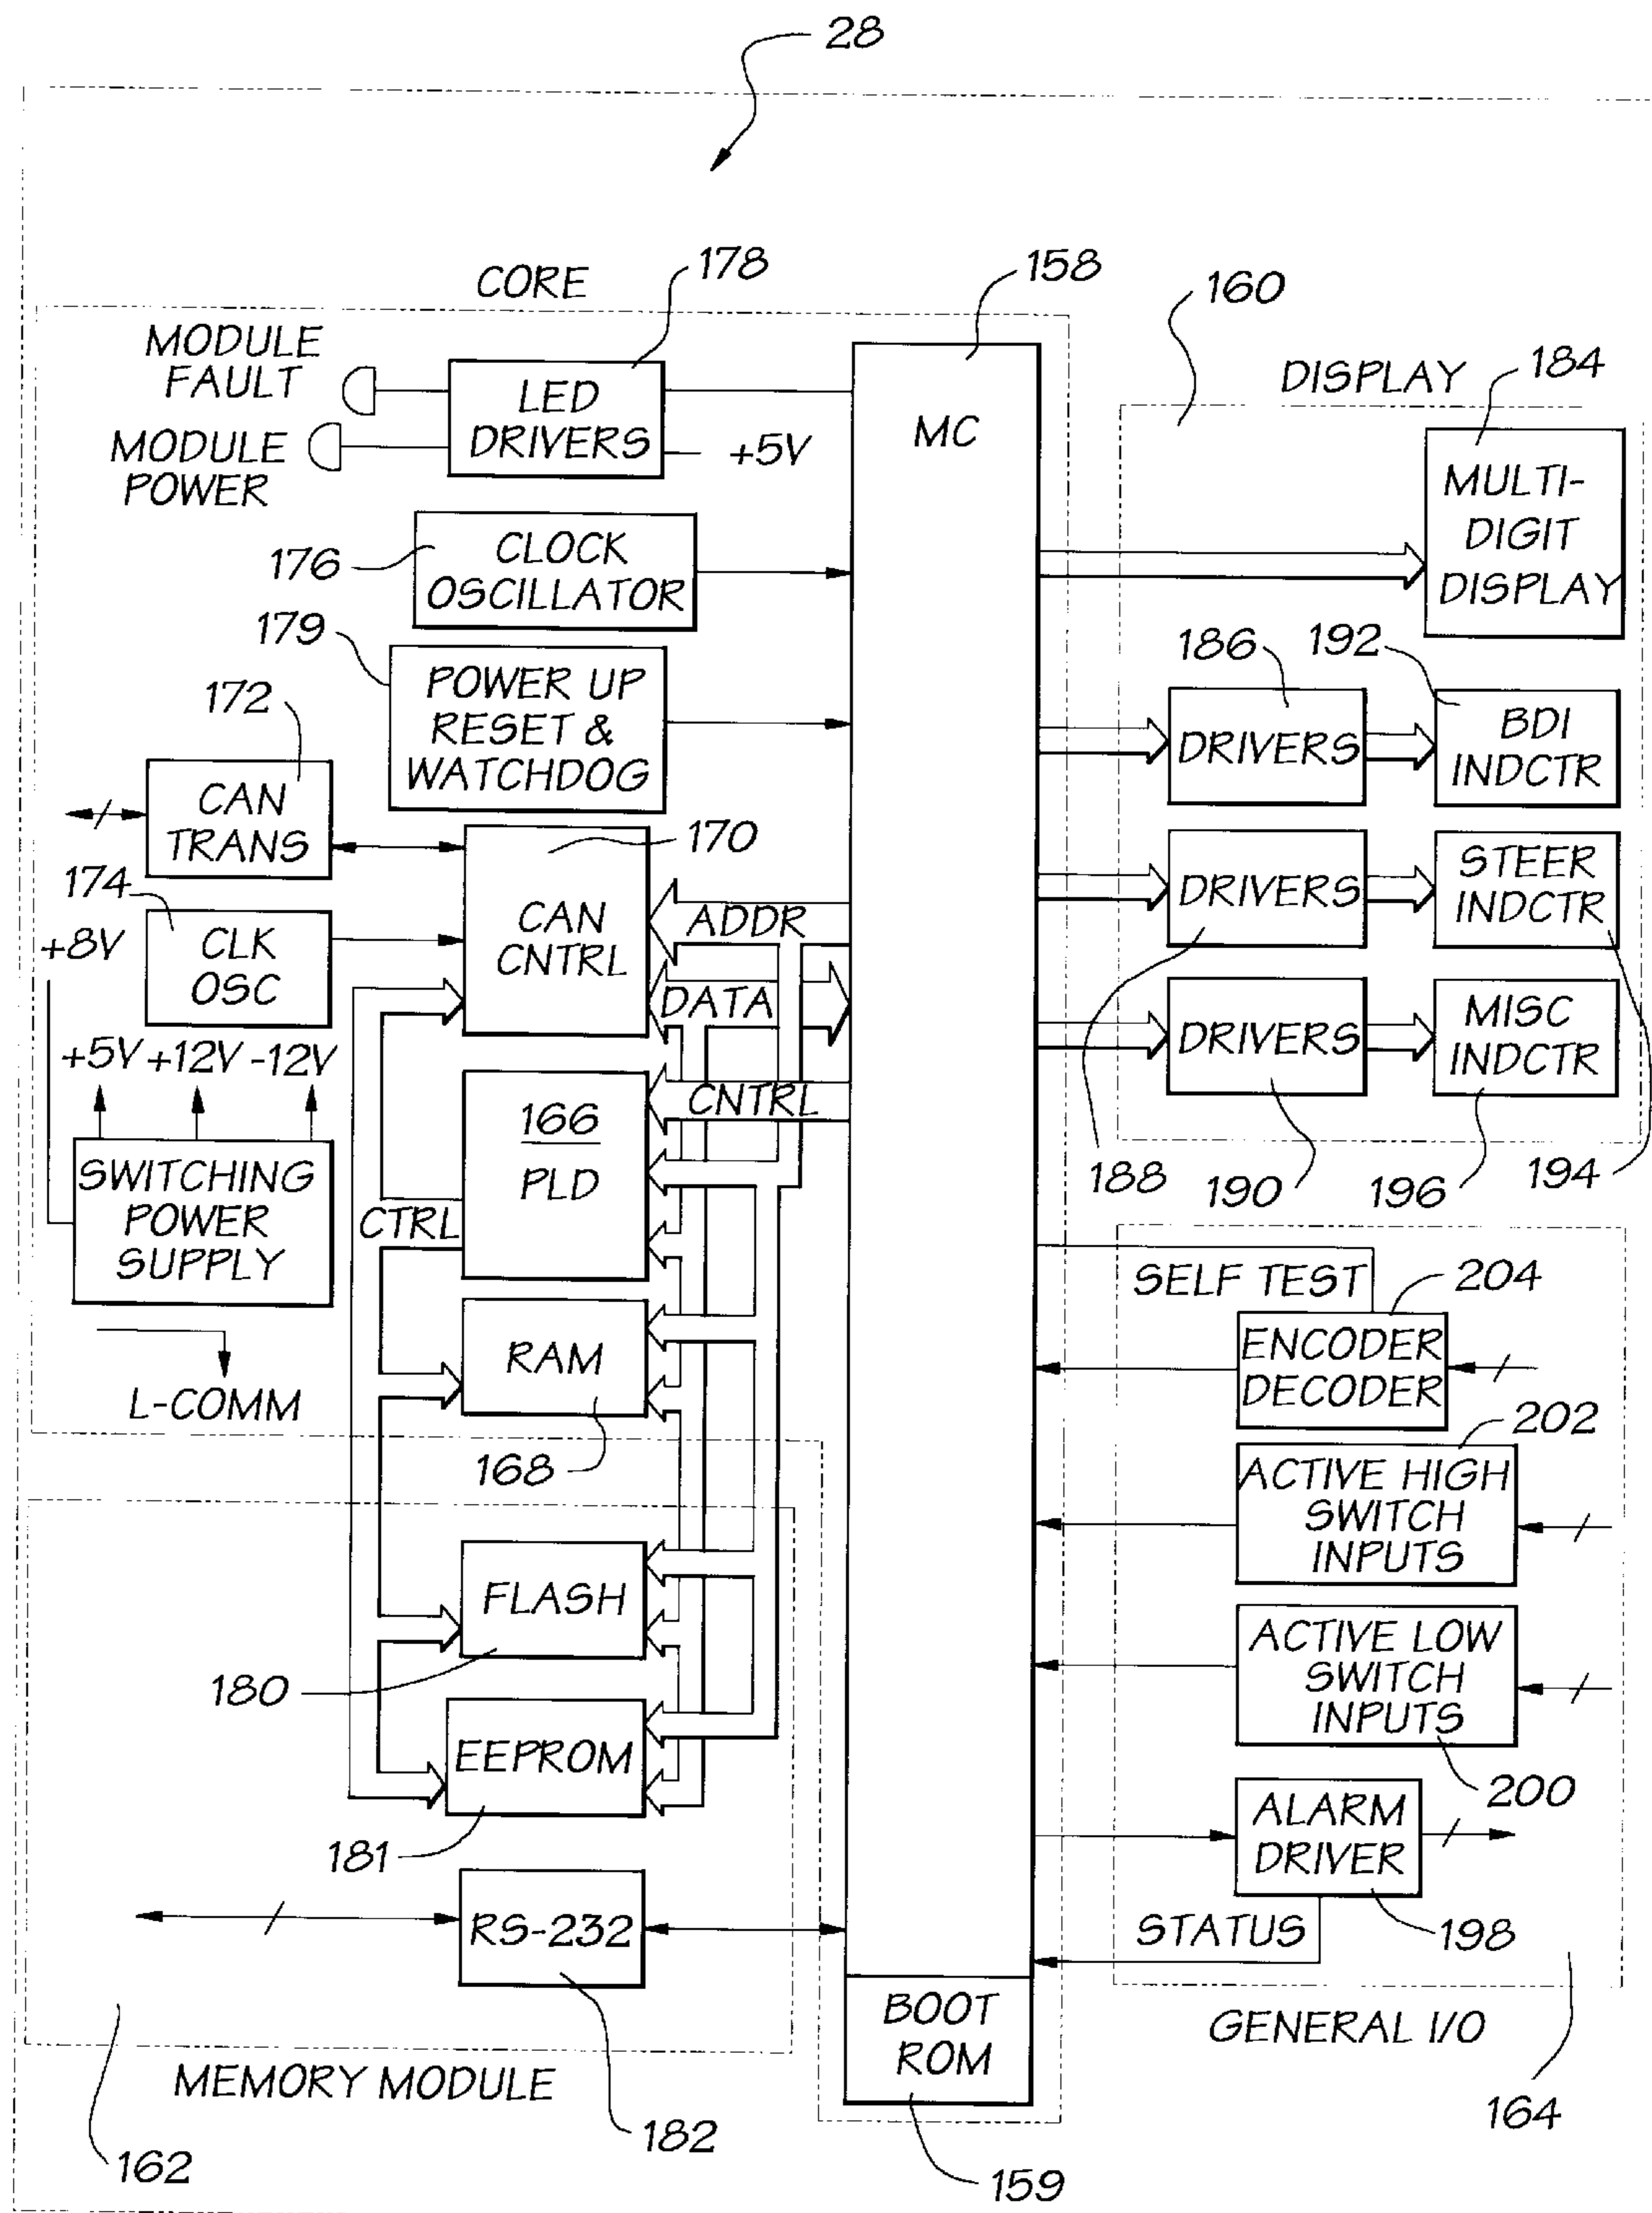 28
CORE
178
158
160
MODULE
FAULT
LED
DRIVERS
MODULE
POWER
+5V
MC
DISPLAY
184
MULTI-
DIGIT
DISPLAY
176
CLOCK
OSCILLATOR
179
POWER UP
RESET &
WATCHDOG
186
192
DRIVERS
BDI
INDCTR
172
CAN
TRANS
170
CAN
CNTRL
DRIVERS
STEER
INDCTR
174
+8V
CLK
OSC
ADDR
DATA
DRIVERS
MISC
INDCTR
+5V +12V -12V
166
PLD
CNTRL
188
190
196
194
SWITCHING
POWER
SUPPLY
CTRL
SELF TEST
204
ENCODER
DECODER
RAM
L-COMM
168
202
ACTIVE HIGH
SWITCH
INPUTS
FLASH
180
ACTIVE LOW
SWITCH
INPUTS
200
EEPROM
181
ALARM
DRIVER
RS-232
STATUS
198
BOOT
ROM
GENERAL I/O
MEMORY MODULE
182
162
159
164